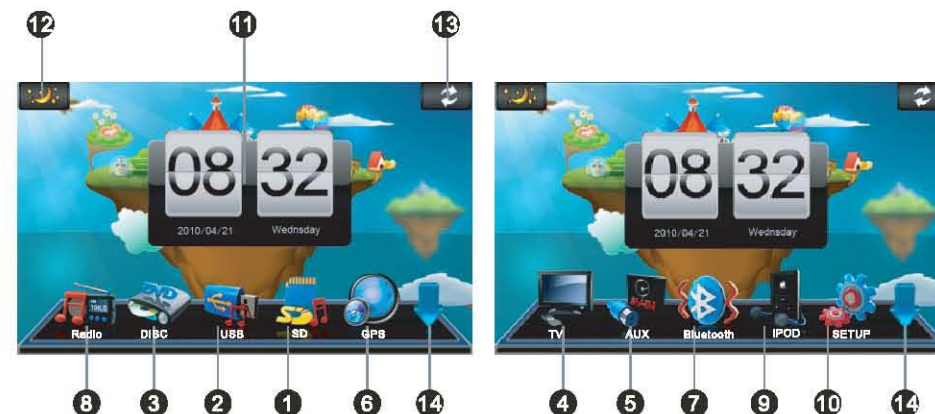 12 11 13
08 32 08 32
2010/04/21 Wednsday 2010/04/21 Wednsday
DVD
Radio DISC USB SD GPS TV AUX Bluetooth IPOD SETUP
8 3 2 1 6 14 4 5 7 9 10 14